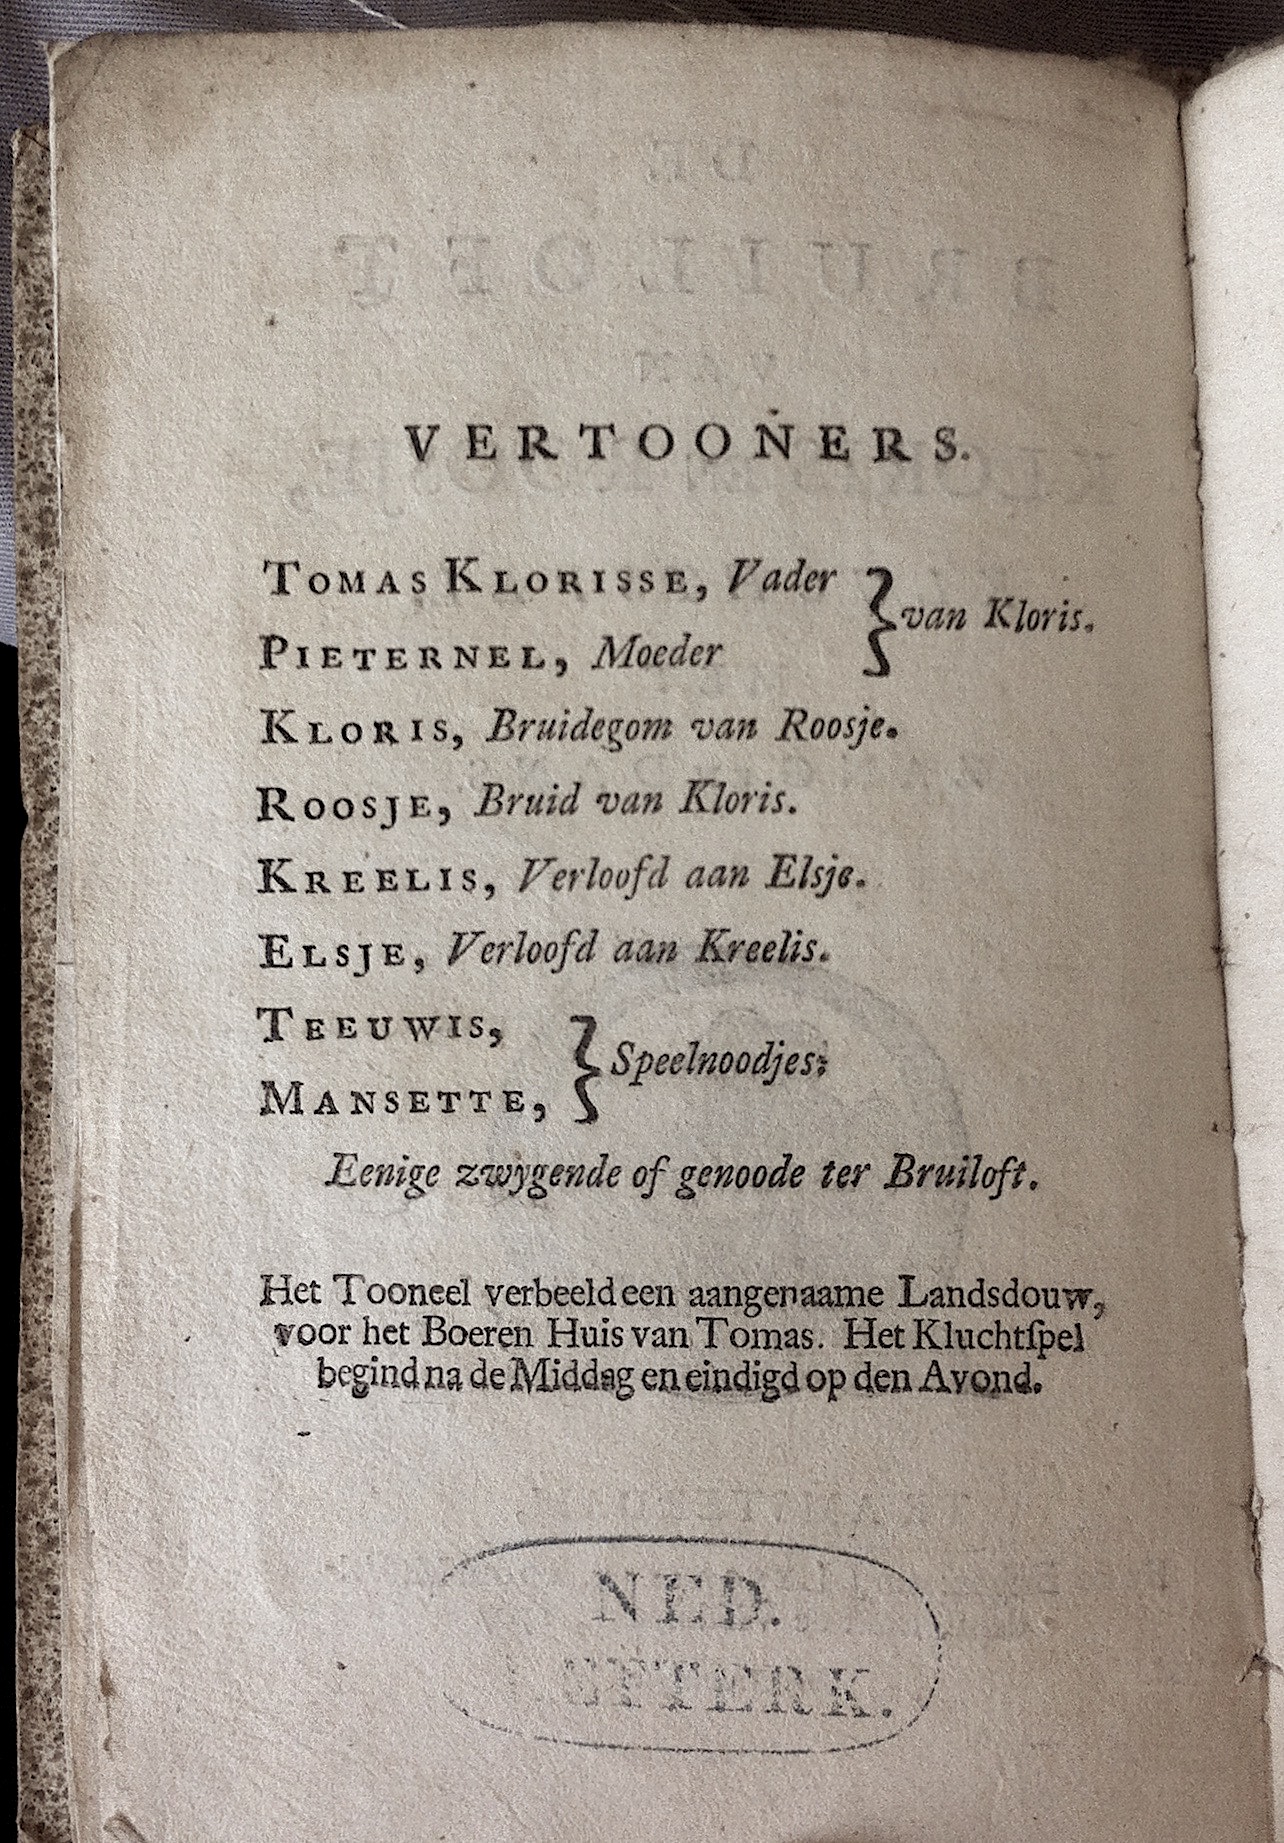 VERTOONERS.
TOMAS KLORISSE, Vader
PIETERNEL, Moeder
} van Kloris.
KLORIS, Bruidegom van Roosje.
ROOSJE, Bruid van Kloris.
KREELIS, Verloofd aan Elsje.
ELSJE, Verloofd aan Kreelis.
TEEUWIS,
MANSETTE,
} Speelnoodjes:
Eenige zwygende of genoode ter Bruiloft.
Het Tooneel verbeeld een aangenaame Landsdouw,
voor het Boeren Huis van Tomas. Het Kluchtſpel
begind na de Middag en eindigd op den Avond.
NED.
LETTERK.